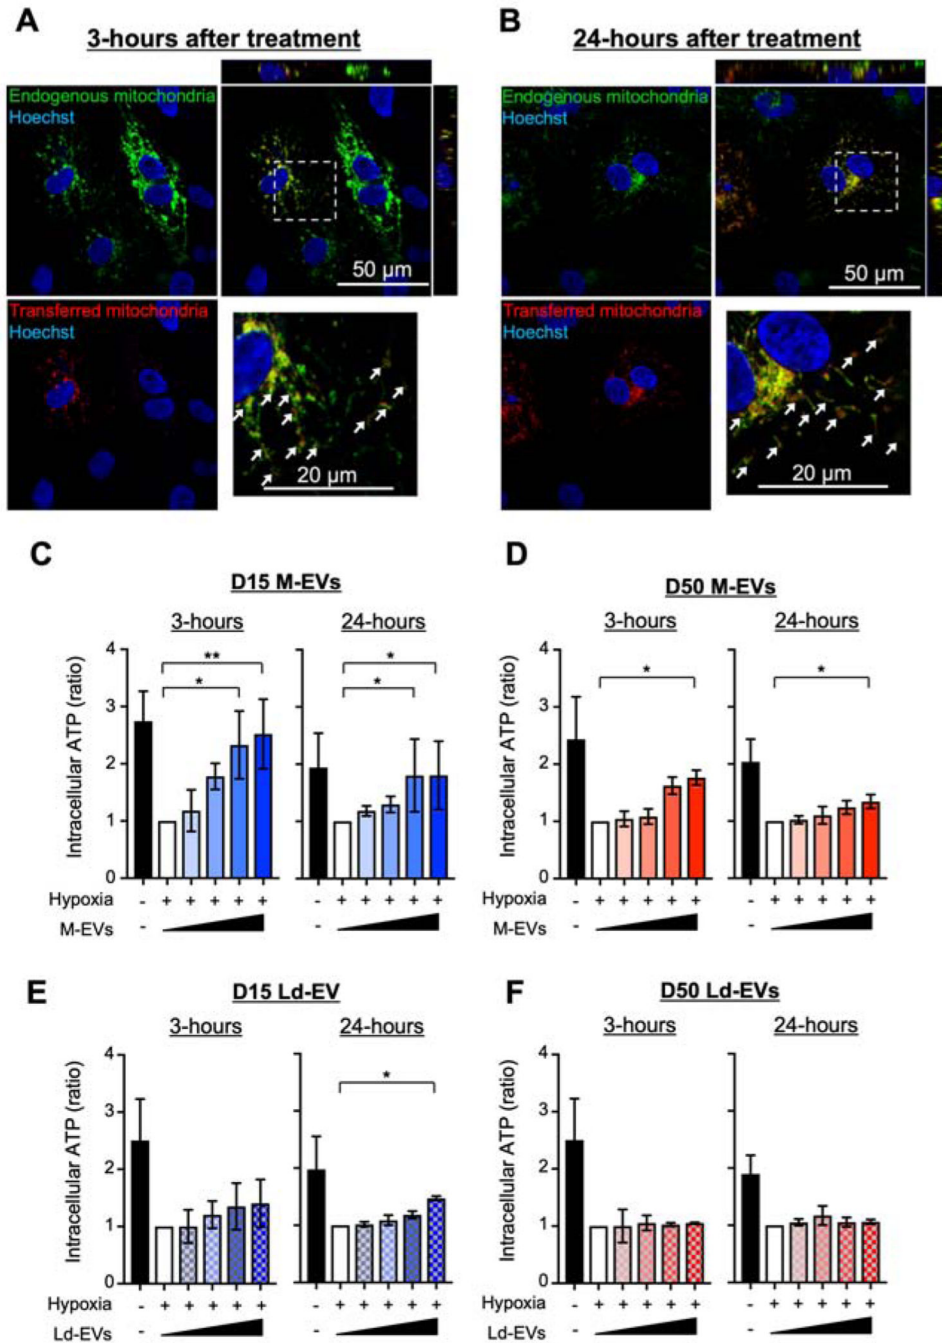 A
3-hours after treatment
B
24-hours after treatment
Endogenous mitochondria
Hoechst
50 µm
Endogenous mitochondria
Hoechst
50 µm
Transferred mitochondria
Hoechst
20 µm
Transferred mitochondria
Hoechst
20 µm
C
D15 M-EVs
3-hours
24-hours
Intracellular ATP (ratio)
4
3
2
1
0
**
*
*
*
Hypoxia - + + + + + - + + + + +
M-EVs - -
D
D50 M-EVs
3-hours
24-hours
Intracellular ATP (ratio)
4
3
2
1
0
*
*
Hypoxia - + + + + + - + + + + +
M-EVs - -
E
D15 Ld-EV
3-hours
24-hours
Intracellular ATP (ratio)
4
3
2
1
0
*
Hypoxia - + + + + + - + + + + +
Ld-EVs - -
F
D50 Ld-EVs
3-hours
24-hours
Intracellular ATP (ratio)
4
3
2
1
0
Hypoxia - + + + + + - + + + + +
Ld-EVs - -